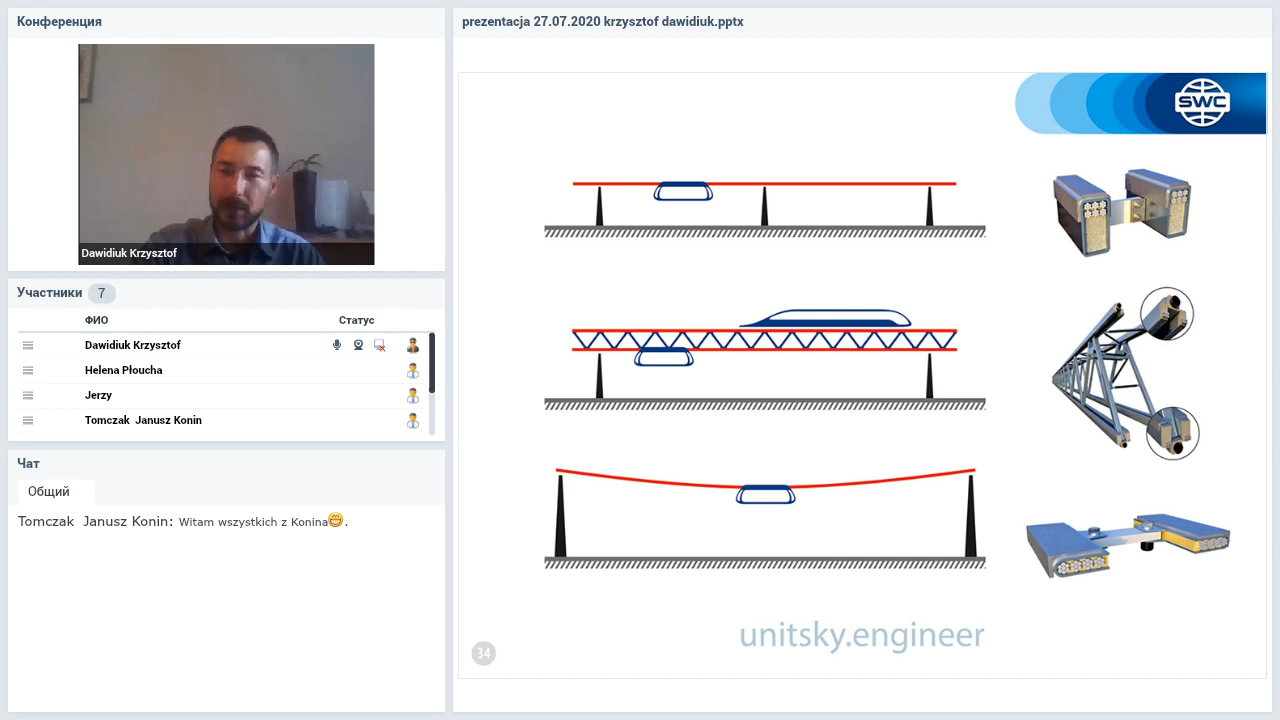 Конференция
Dawidiuk Krzysztof
Участники 7
ФИО Статус
Dawidiuk Krzysztof
Helena Płoucha
Jerzy
Tomczak Janusz Konin
Чат
Общий
Tomczak Janusz Konin: Witam wszystkich z Konina😁.
prezentacja 27.07.2020 krzysztof dawidiuk.pptx
SWC
unitsky.engineer
34